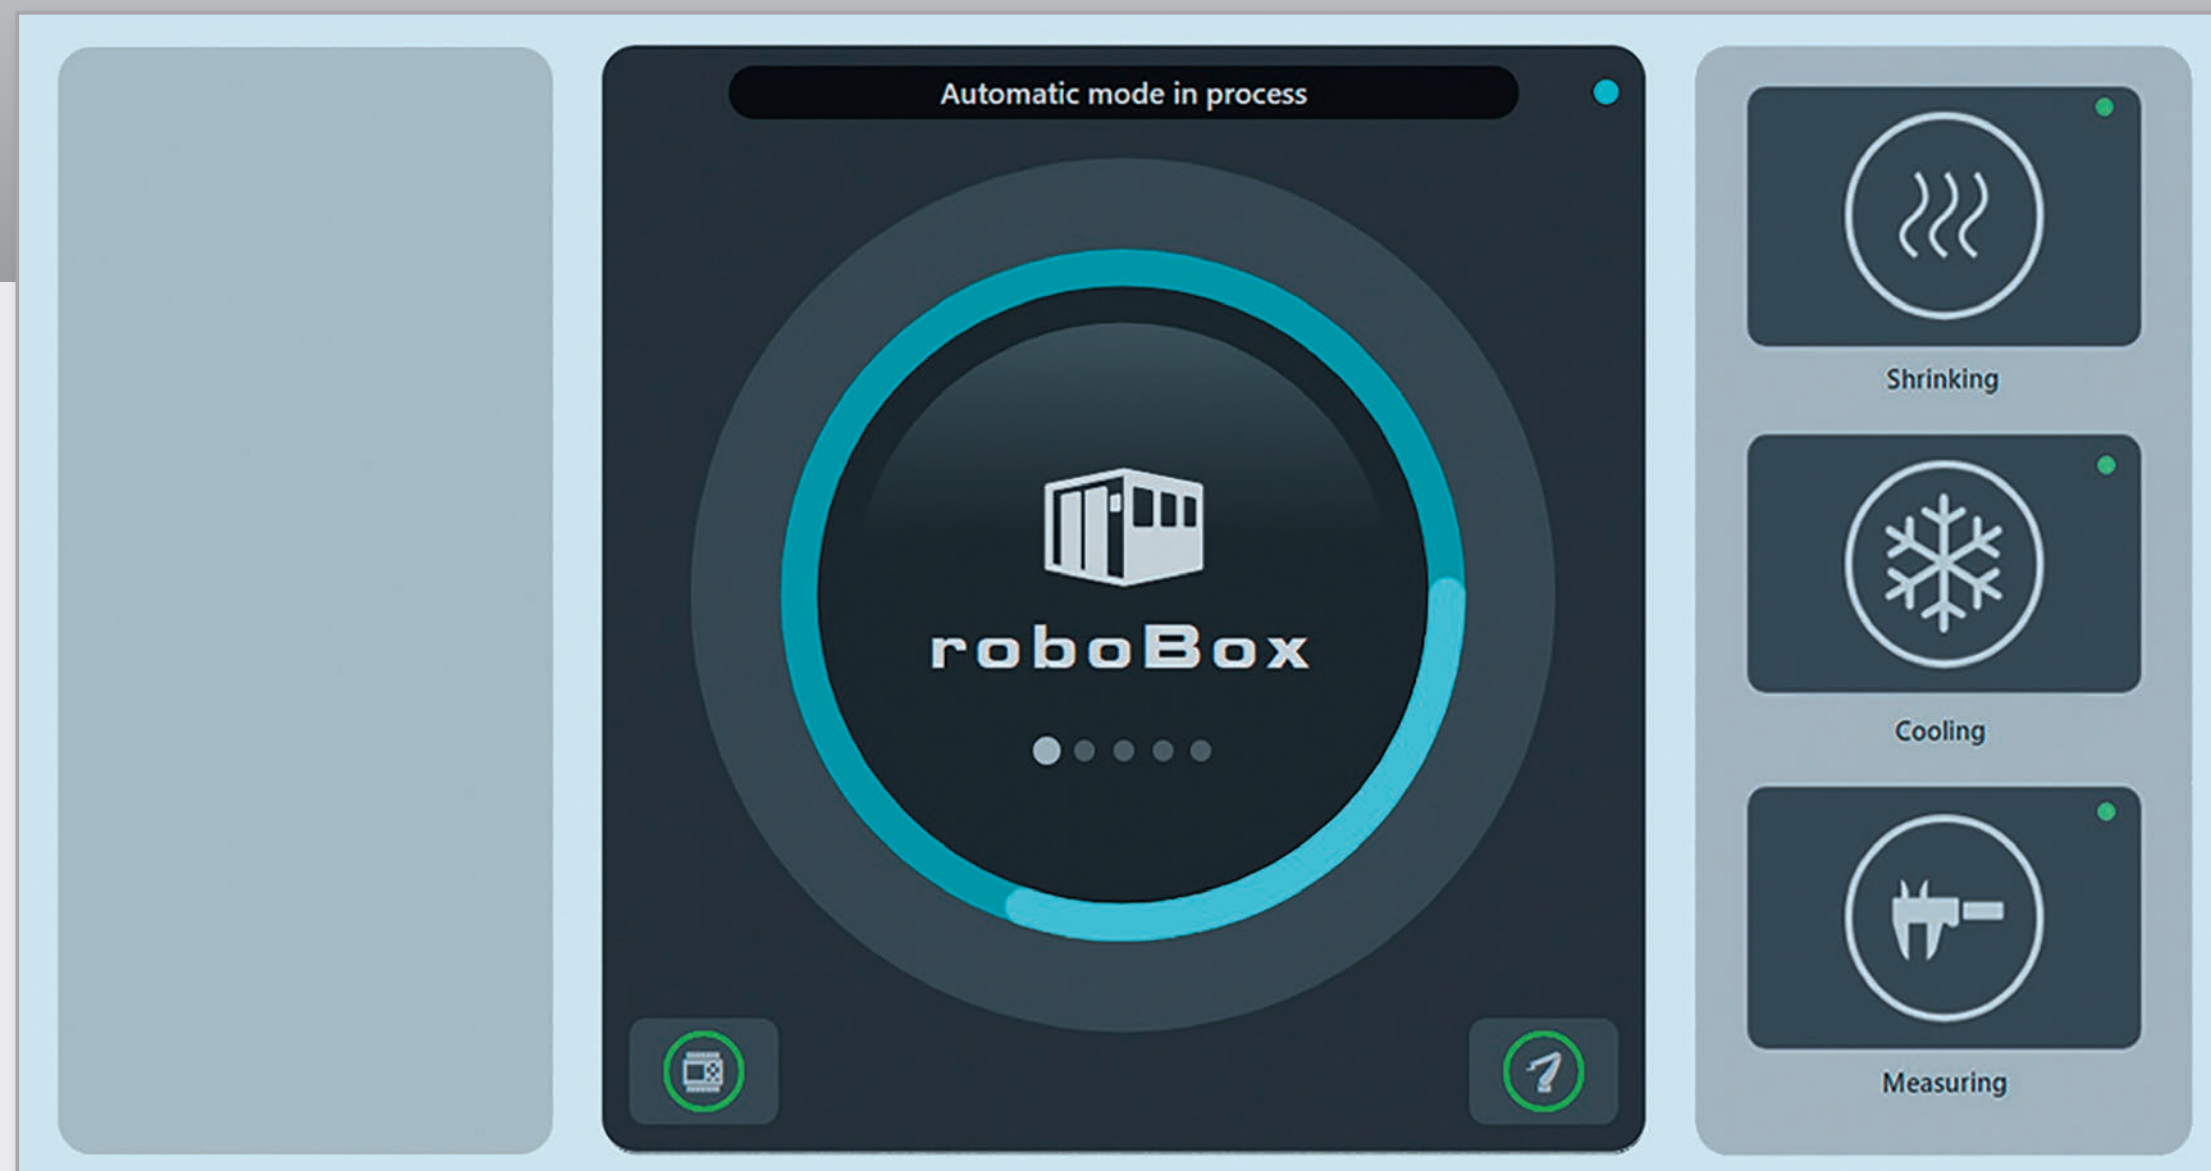 Automatic mode in process
roboBox
Shrinking
Cooling
Measuring